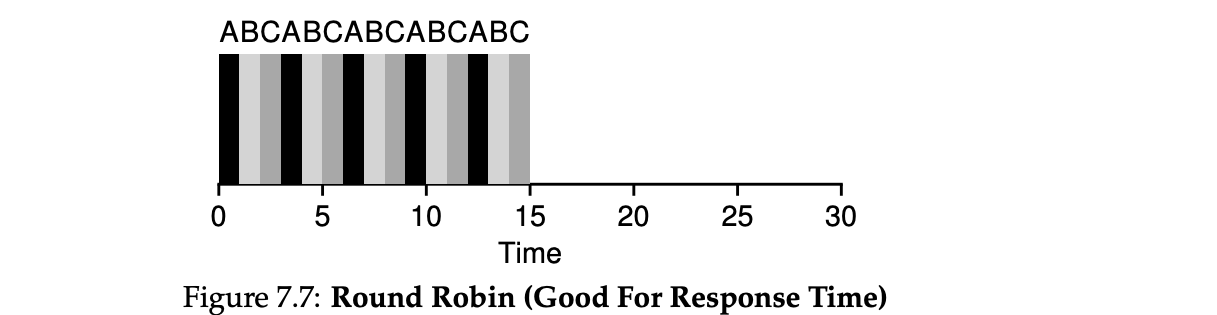 ABCABCABCABCABC
0 5 10 15 20 25 30
Time
Figure 7.7: Round Robin (Good For Response Time)